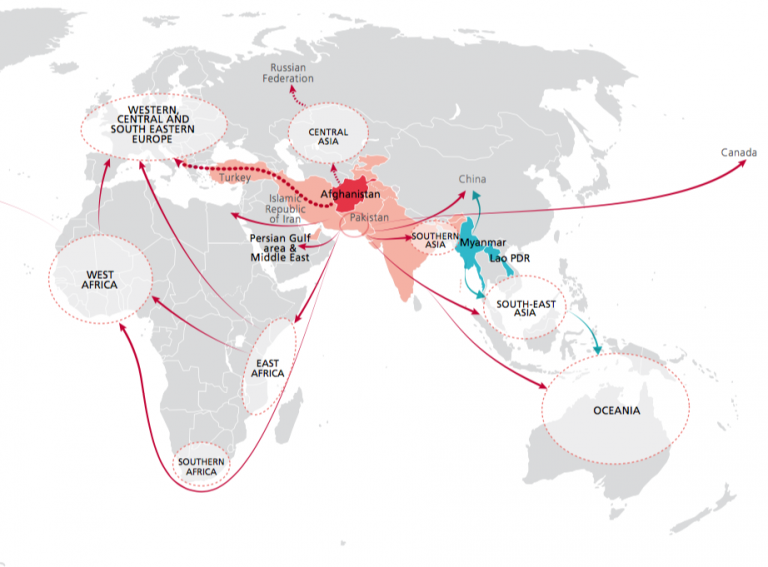 Russian
Federation
WESTERN,
CENTRAL AND
SOUTH EASTERN
EUROPE
CENTRAL
ASIA
Canada
Turkey
China
Afghanistan
Islamic
Republic
of Iran
Pakistan
Persian Gulf
area &
Middle East
SOUTHERN
ASIA
Myanmar
Lao PDR
WEST
AFRICA
SOUTH-EAST
ASIA
EAST
AFRICA
OCEANIA
SOUTHERN
AFRICA